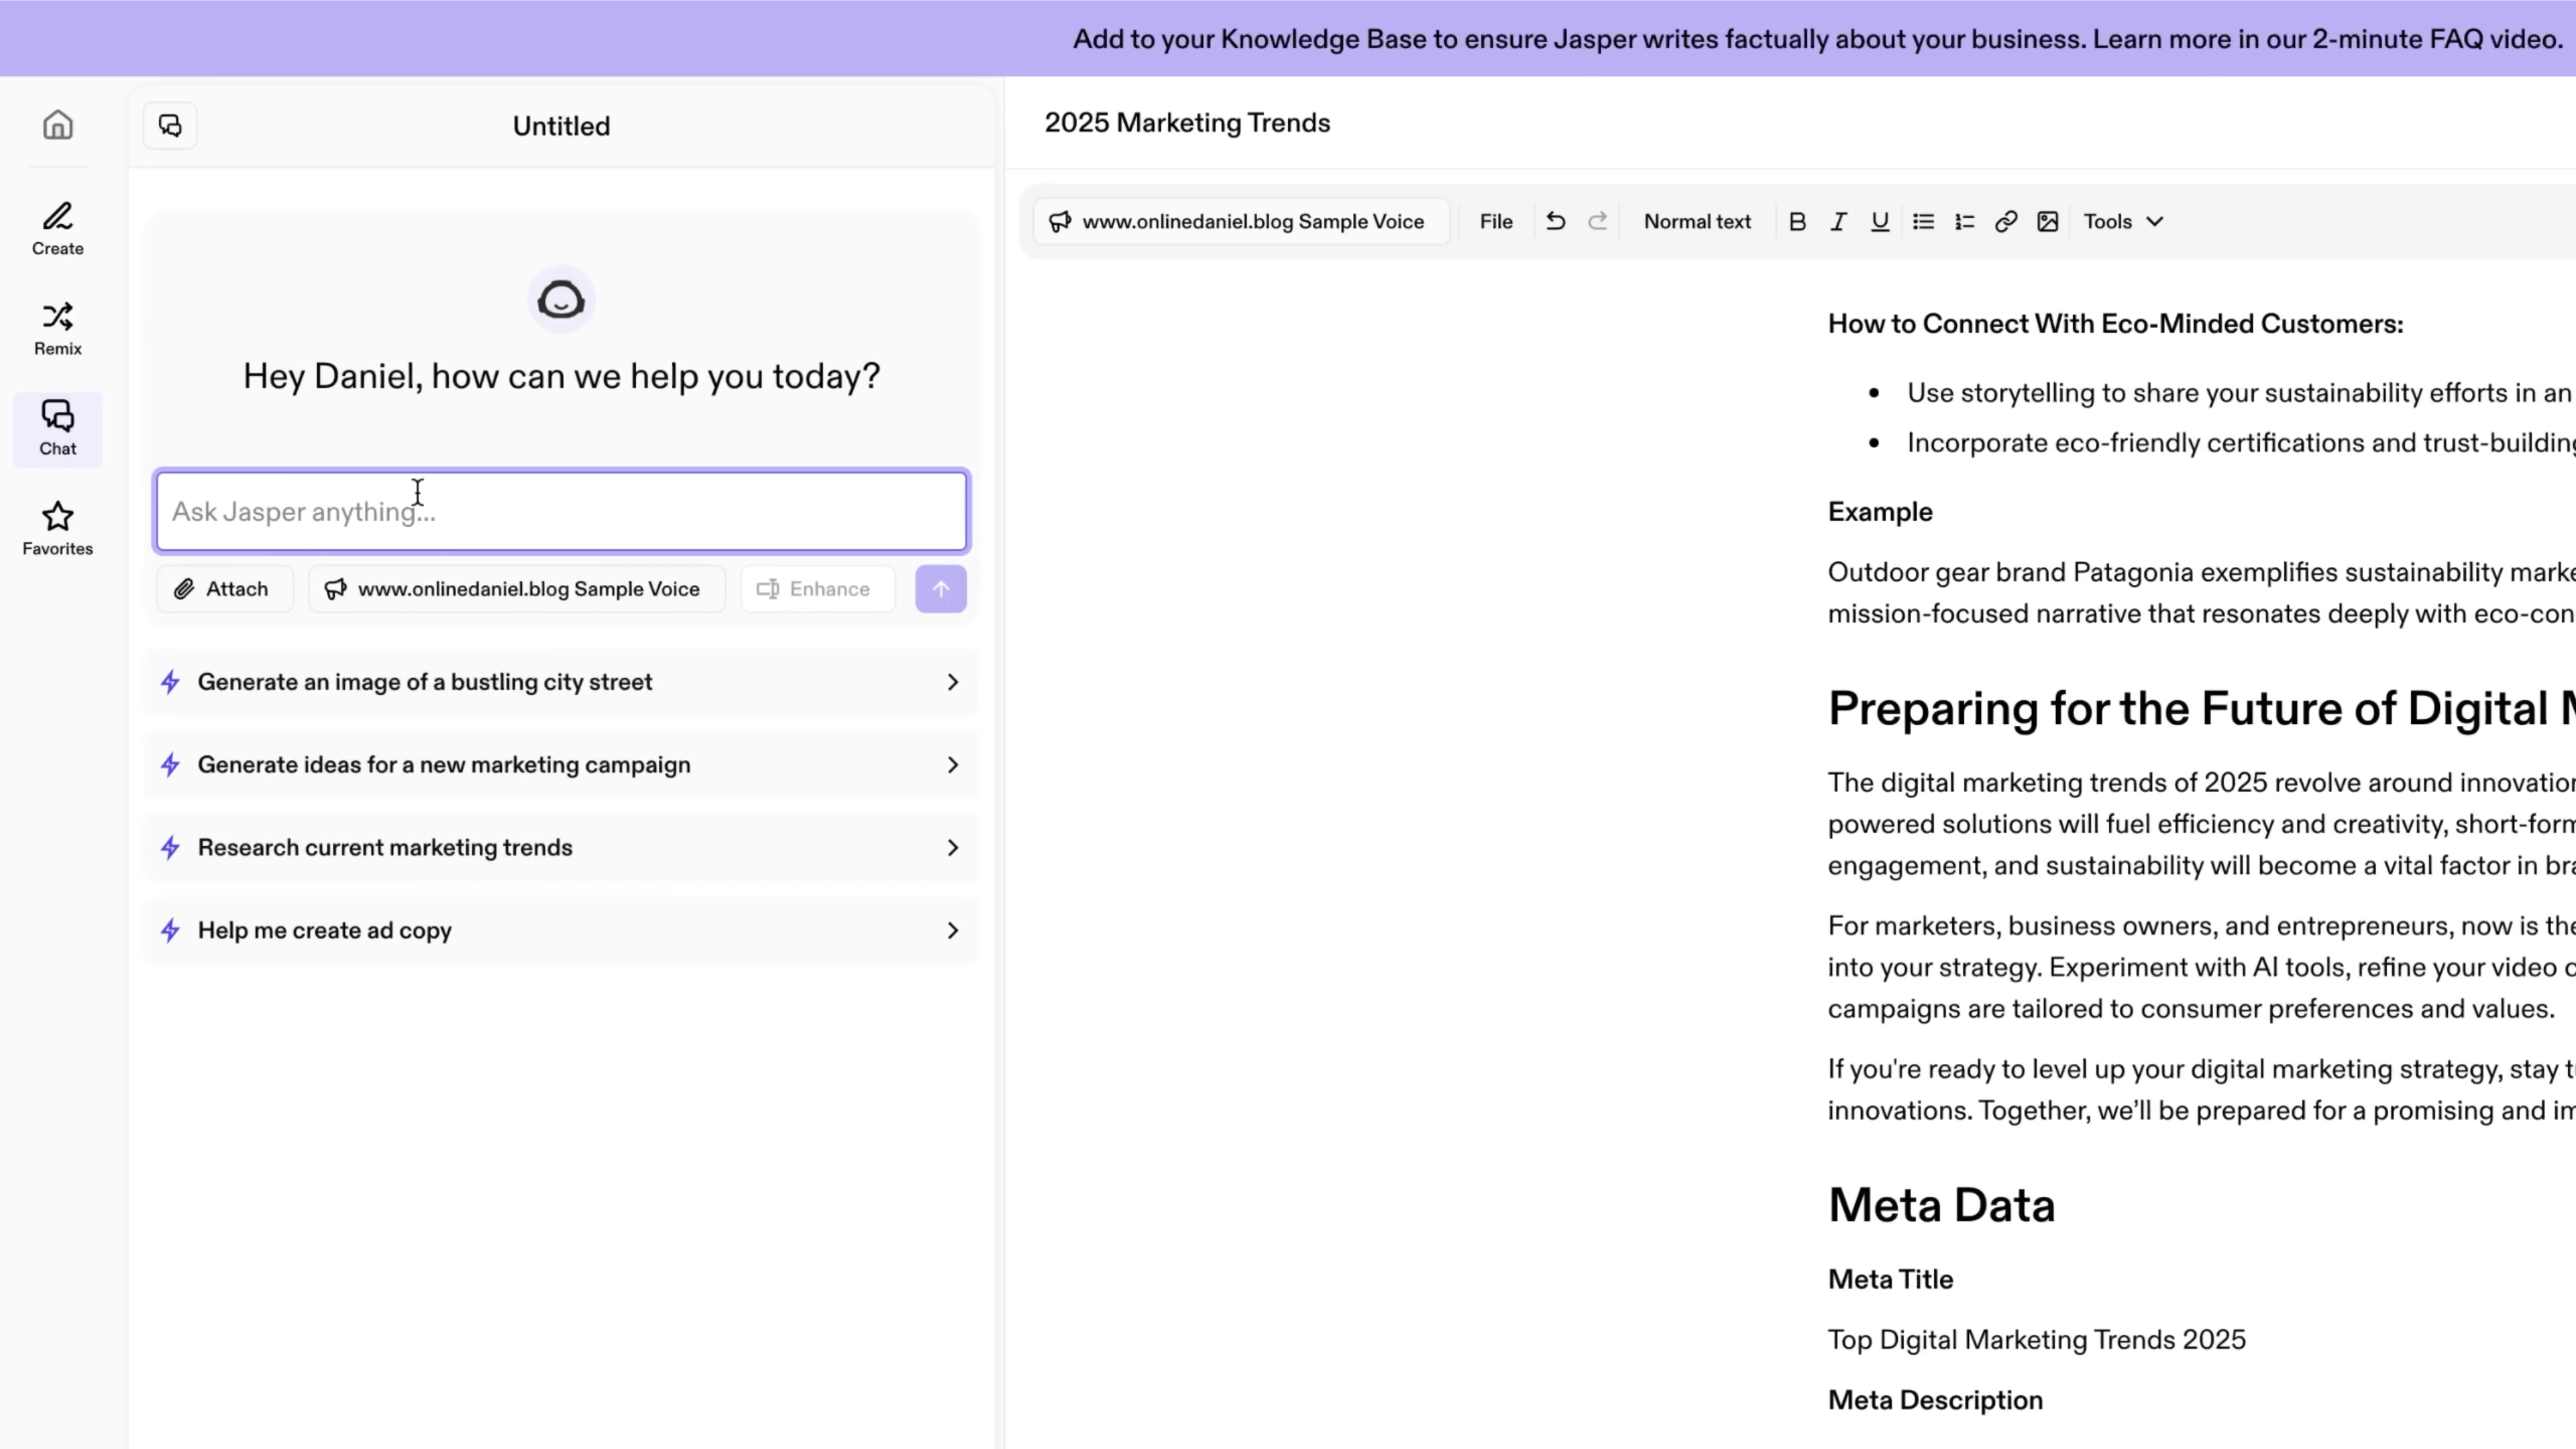 Add to your Knowledge Base to ensure Jasper writes factually about your business. Learn more in our 2-minute FAQ video.
Create
Remix
Chat
Favorites
Untitled
Hey Daniel, how can we help you today?
Ask Jasper anything...
Attach
www.onlinedaniel.blog Sample Voice
Enhance
Generate an image of a bustling city street
Generate ideas for a new marketing campaign
Research current marketing trends
Help me create ad copy
2025 Marketing Trends
www.onlinedaniel.blog Sample Voice
File
Normal text
B
I
U
Tools
How to Connect With Eco-Minded Customers:
• Use storytelling to share your sustainability efforts in an
• Incorporate eco-friendly certifications and trust-building
Example
Outdoor gear brand Patagonia exemplifies sustainability
mission-focused narrative that resonates deeply with
Preparing for the Future of Digital
The digital marketing trends of 2025 revolve around
powered solutions will fuel efficiency and creativity,
engagement, and sustainability will become a vital factor in
For marketers, business owners, and entrepreneurs, now is the
into your strategy. Experiment with AI tools, refine your video
campaigns are tailored to consumer preferences and values.
If you're ready to level up your digital marketing strategy, stay
innovations. Together, we’ll be prepared for a promising and
Meta Data
Meta Title
Top Digital Marketing Trends 2025
Meta Description